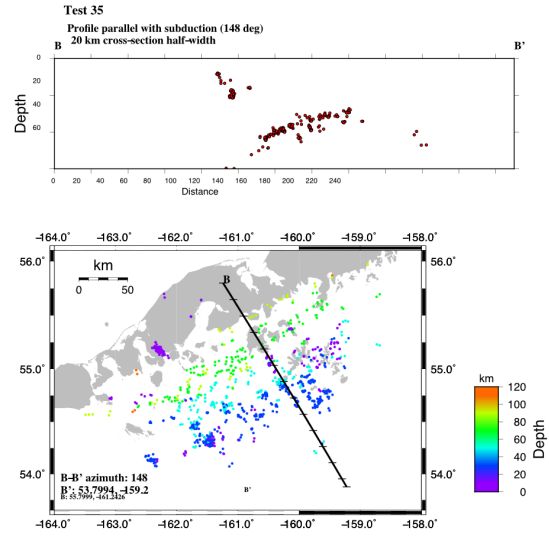 Test 35
Profile parallel with subduction (148 deg)
20 km cross-section half-width
B B'
0
20
40
60
Depth
0 20 40 60 80 100 120 140 160 180 200 220 240
Distance
−164.0˚ −163.0˚ −162.0˚ −161.0˚ −160.0˚ −159.0˚ −158.0˚
56.0˚ 56.0˚
km
0 50
B
55.0˚ 55.0˚
km
120
100
80
60
40
20
0
Depth
54.0˚ 54.0˚
B-B' azimuth: 148
B': 53.7994, -159.2
B: 55.7999, -161.2426
B'
−164.0˚ −163.0˚ −162.0˚ −161.0˚ −160.0˚ −159.0˚ −158.0˚